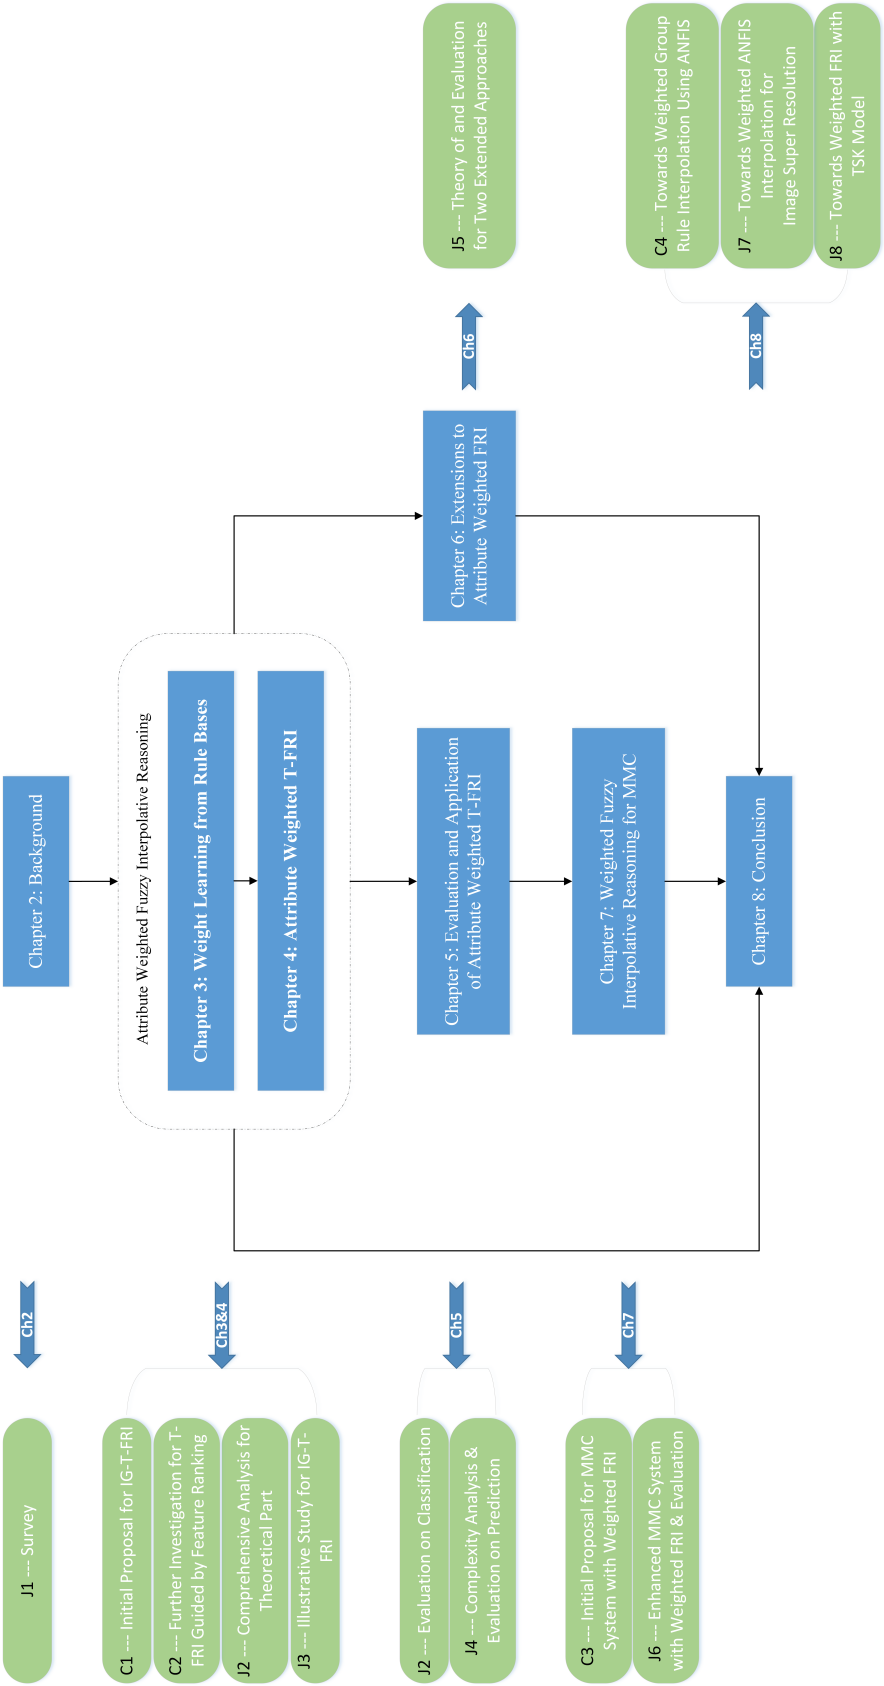 J1 --- Survey
Ch2
Chapter 2: Background
C1 --- Initial Proposal for IG-T-FRI
C2 --- Further Investigation for T-
FRI Guided by Feature Ranking
J2 --- Comprehensive Analysis for
Theoretical Part
J3 --- Illustrative Study for IG-T-
FRI
Ch3&4
Attribute Weighted Fuzzy Interpolative Reasoning
Chapter 3: Weight Learning from Rule Bases
Chapter 4: Attribute Weighted T-FRI
J2 --- Evaluation on Classification
J4 --- Complexity Analysis &
Evaluation on Prediction
Ch5
Chapter 5: Evaluation and Application
of Attribute Weighted T-FRI
Chapter 6: Extensions to
Attribute Weighted FRI
Ch6
J5 --- Theory of and Evaluation
for Two Extended Approaches
C3 --- Initial Proposal for MMC
System with Weighted FRI
J6 --- Enhanced MMC System
with Weighted FRI & Evaluation
Ch7
Chapter 7: Weighted Fuzzy
Interpolative Reasoning for MMC
Chapter 8: Conclusion
Ch8
C4 --- Towards Weighted Group
Rule Interpolation Using ANFIS
J7 --- Towards Weighted ANFIS
Interpolation for
Image Super Resolution
J8 --- Towards Weighted FRI with
TSK Model